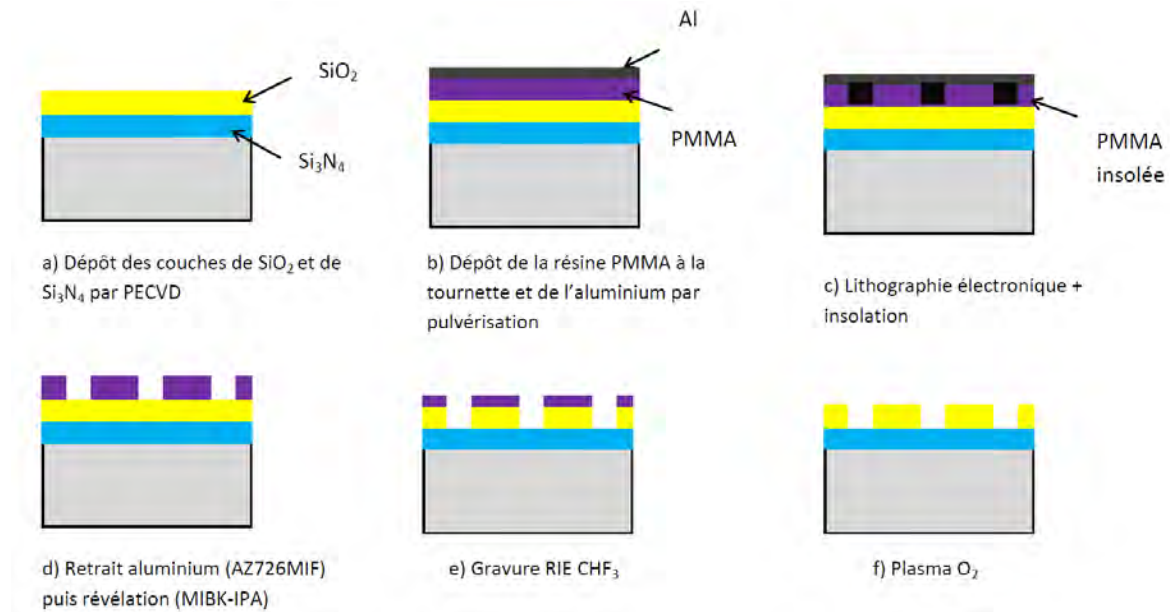 SiO₂
Si₃N₄
a) Dépôt des couches de SiO₂ et de
Si₃N₄ par PECVD
Al
PMMA
b) Dépôt de la résine PMMA à la
tournette et de l'aluminium par
pulvérisation
PMMA
insolée
c) Lithographie électronique +
insolation
d) Retrait aluminium (AZ726MIF)
puis révélation (MIBK-IPA)
e) Gravure RIE CHF₃
f) Plasma O₂